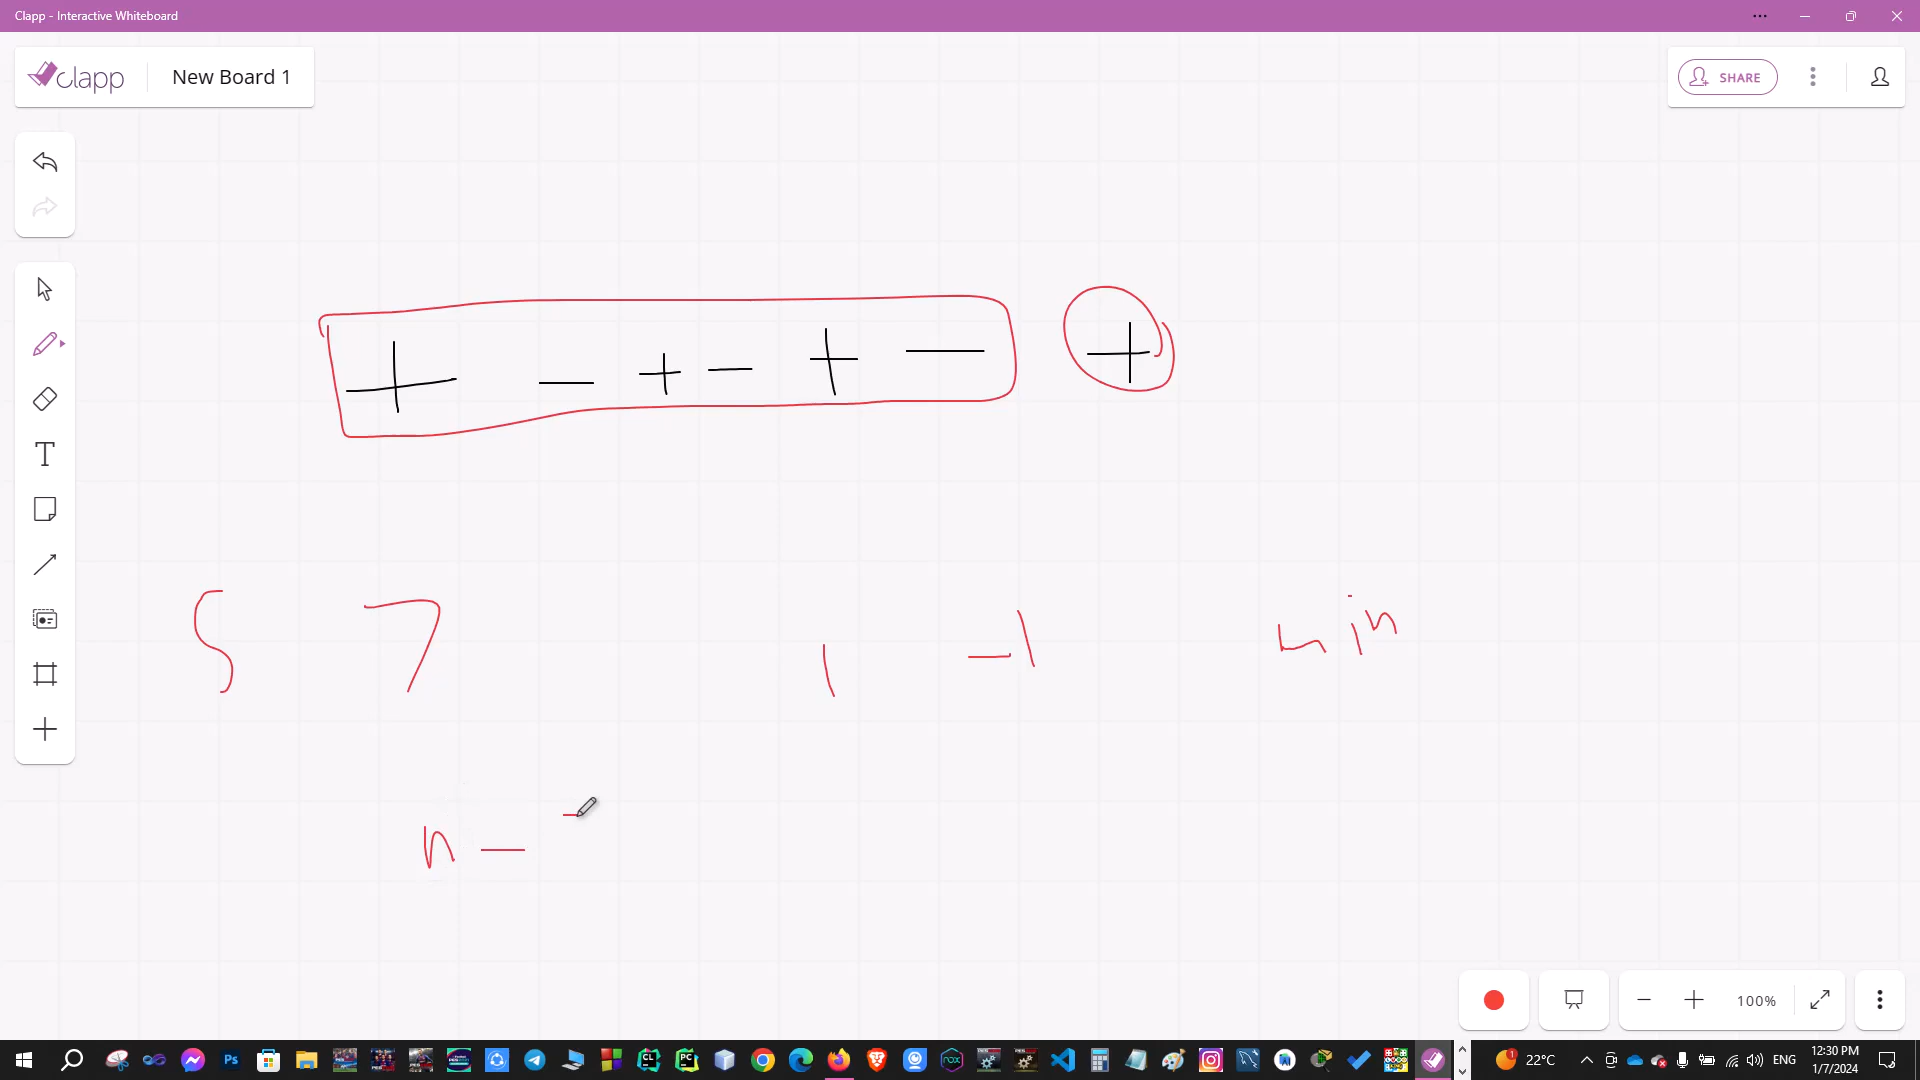 Clapp - Interactive Whiteboard
clapp New Board 1 SHARE
+ - + - + - +
5 7 1 -1 min
n - -
100%
22°C ENG 12:30 PM
1/7/2024